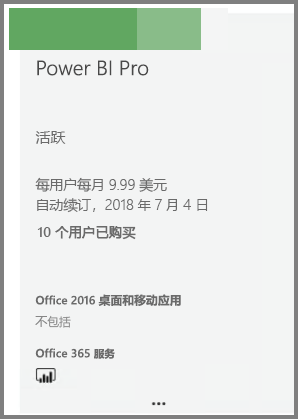 Power BI Pro
活跃
每用户每月 9.99 美元
自动续订，2018 年 7 月 4 日
10 个用户已购买
Office 2016 桌面和移动应用
不包括
Office 365 服务